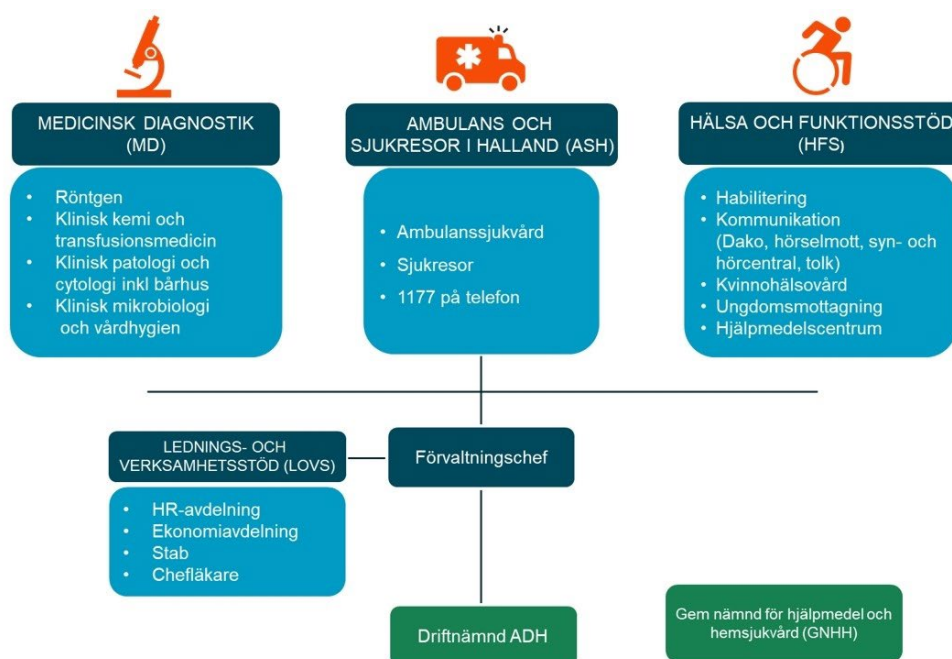 MEDICINSK DIAGNOSTIK
(MD)
• Röntgen
• Klinisk kemi och
transfusionsmedicin
• Klinisk patologi och
cytologi inkl bårhus
• Klinisk mikrobiologi
och vårdhygien
AMBULANS OCH
SJUKRESOR I HALLAND (ASH)
• Ambulanssjukvård
• Sjukresor
• 1177 på telefon
HÄLSA OCH FUNKTIONSSTÖD
(HFS)
• Habilitering
• Kommunikation
(Dako, hörselmott, syn- och
hörcentral, tolk)
• Kvinnohälsovård
• Ungdomsmottagning
• Hjälpmedelscentrum
LEDNINGS- OCH
VERKSAMHETSSTÖD (LOVS)
• HR-avdelning
• Ekonomiavdelning
• Stab
• Chefläkare
Förvaltningschef
Driftnämnd ADH
Gem nämnd för hjälpmedel och
hemsjukvård (GNHH)